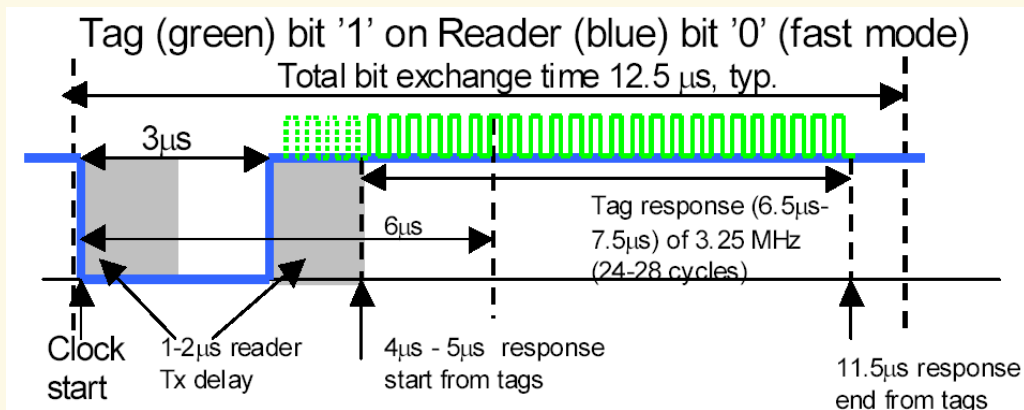 Tag (green) bit '1' on Reader (blue) bit '0' (fast mode)
Total bit exchange time 12.5 μs, typ.
3μs
6μs
Tag response (6.5μs-
7.5μs) of 3.25 MHz
(24-28 cycles)
Clock
start
1-2μs reader
Tx delay
4μs - 5μs response
start from tags
11.5μs response
end from tags